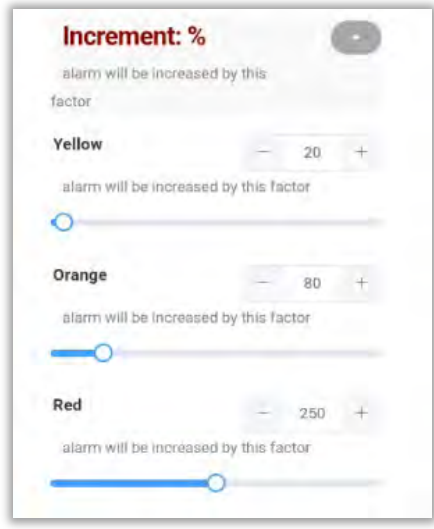 Increment: %
alarm will be increased by this
factor
Yellow
− 20 +
alarm will be increased by this factor
Orange
− 80 +
alarm will be increased by this factor
Red
− 250 +
alarm will be increased by this factor